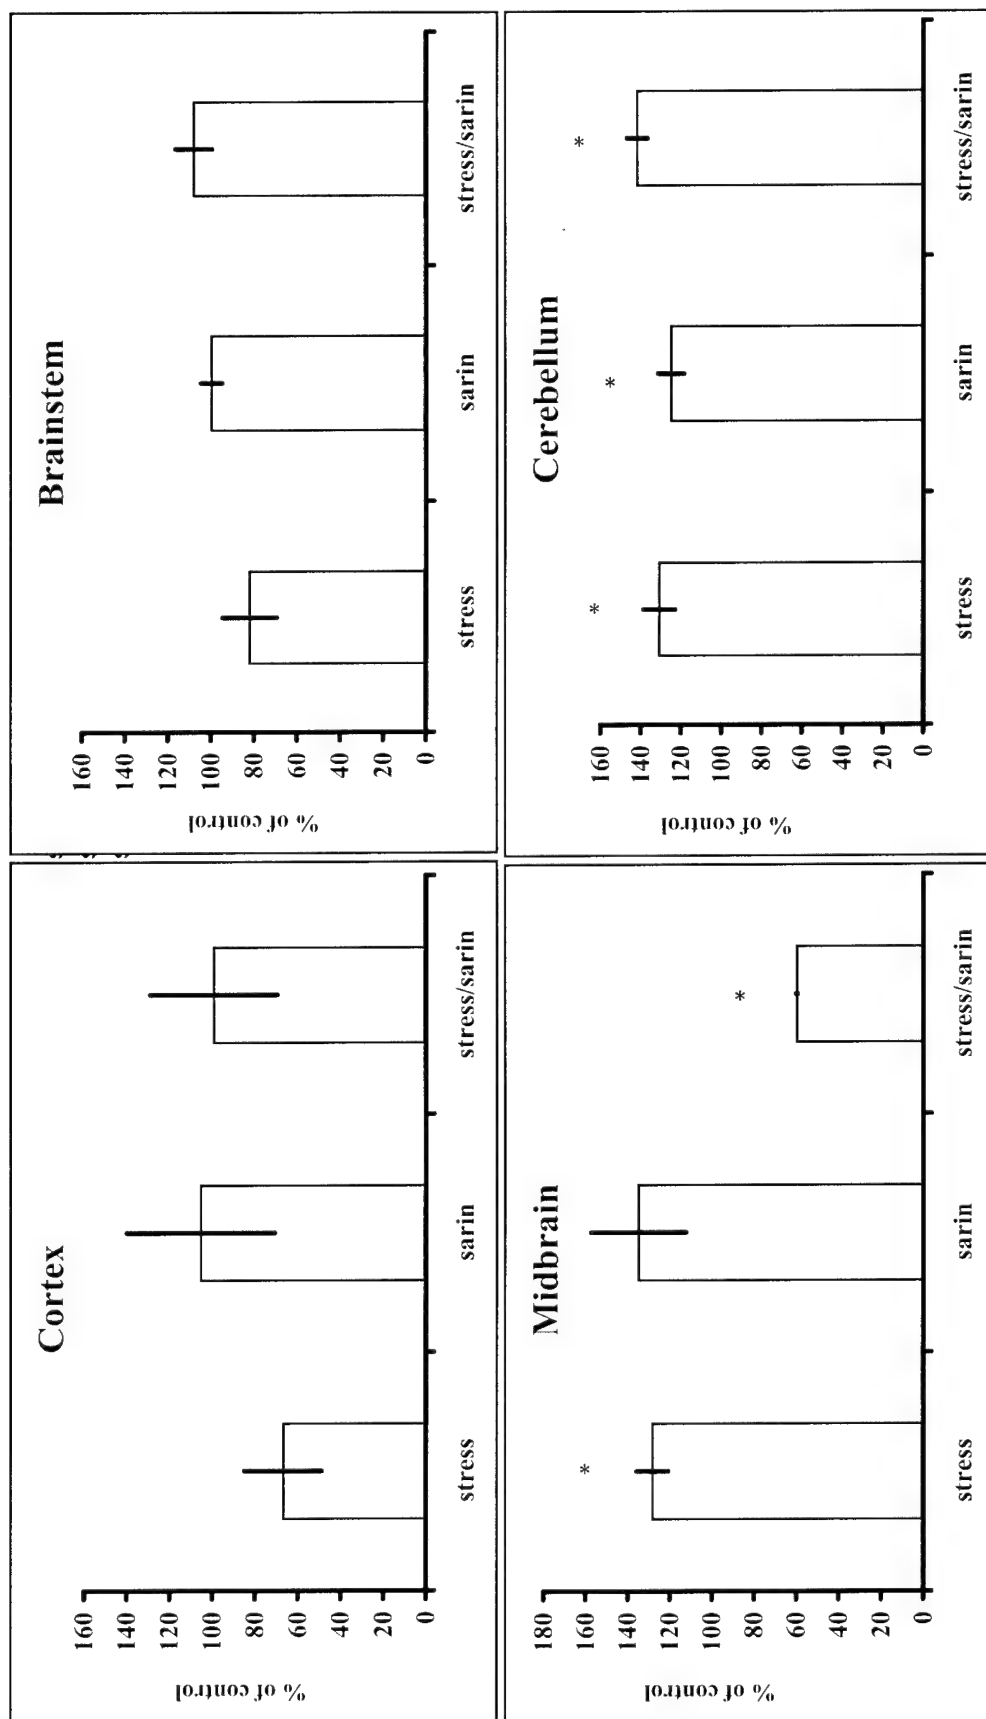 Cortex
% of control
160
140
120
100
80
60
40
20
0
stress
sarin
stress/sarin
Brainstem
% of control
160
140
120
100
80
60
40
20
0
stress
sarin
stress/sarin
Midbrain
% of control
180
160
140
120
100
80
60
40
20
0
*
*
stress
sarin
stress/sarin
Cerebellum
% of control
160
140
120
100
80
60
40
20
0
*
*
*
stress
sarin
stress/sarin